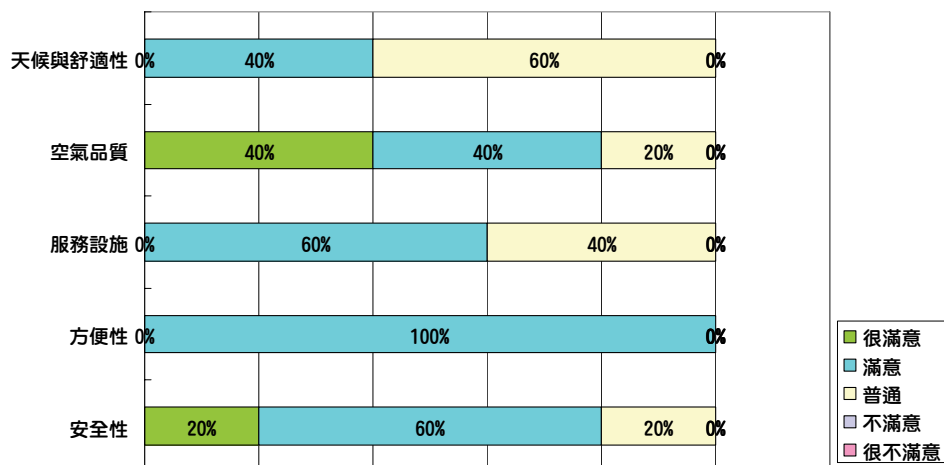 天候與舒適性 0% 40% 60% 0%
空氣品質 40% 40% 20% 0%
服務設施 0% 60% 40% 0%
方便性 0% 100% 0%
安全性 20% 60% 20% 0%
很滿意
滿意
普通
不滿意
很不滿意